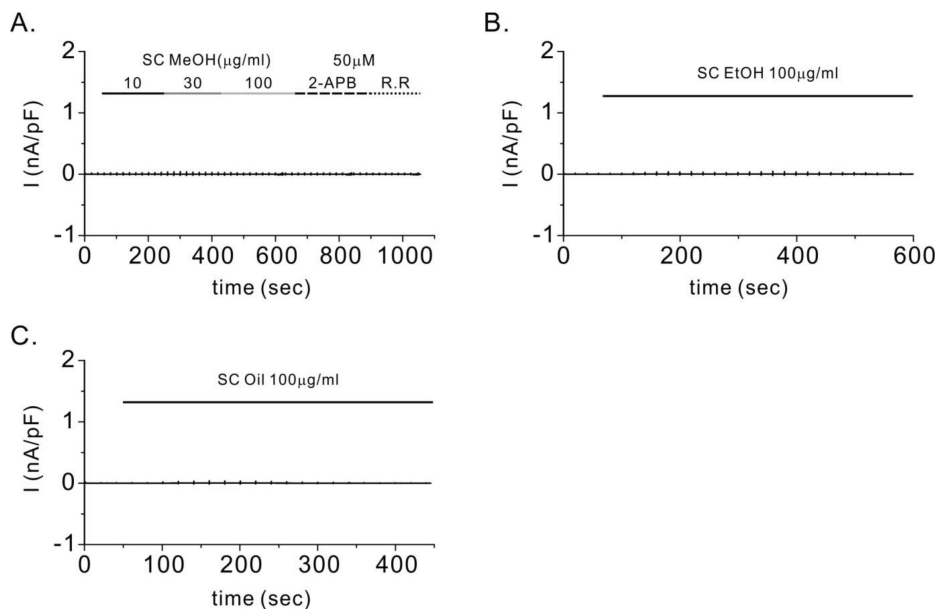 A.
SC MeOH(μg/ml) 50μM
10 30 100 2-APB R.R
2
1
0
-1
I (nA/pF)
0 200 400 600 800 1000
time (sec)
B.
SC EtOH 100μg/ml
2
1
0
-1
I (nA/pF)
0 200 400 600
time (sec)
C.
SC Oil 100μg/ml
2
1
0
-1
I (nA/pF)
0 100 200 300 400
time (sec)